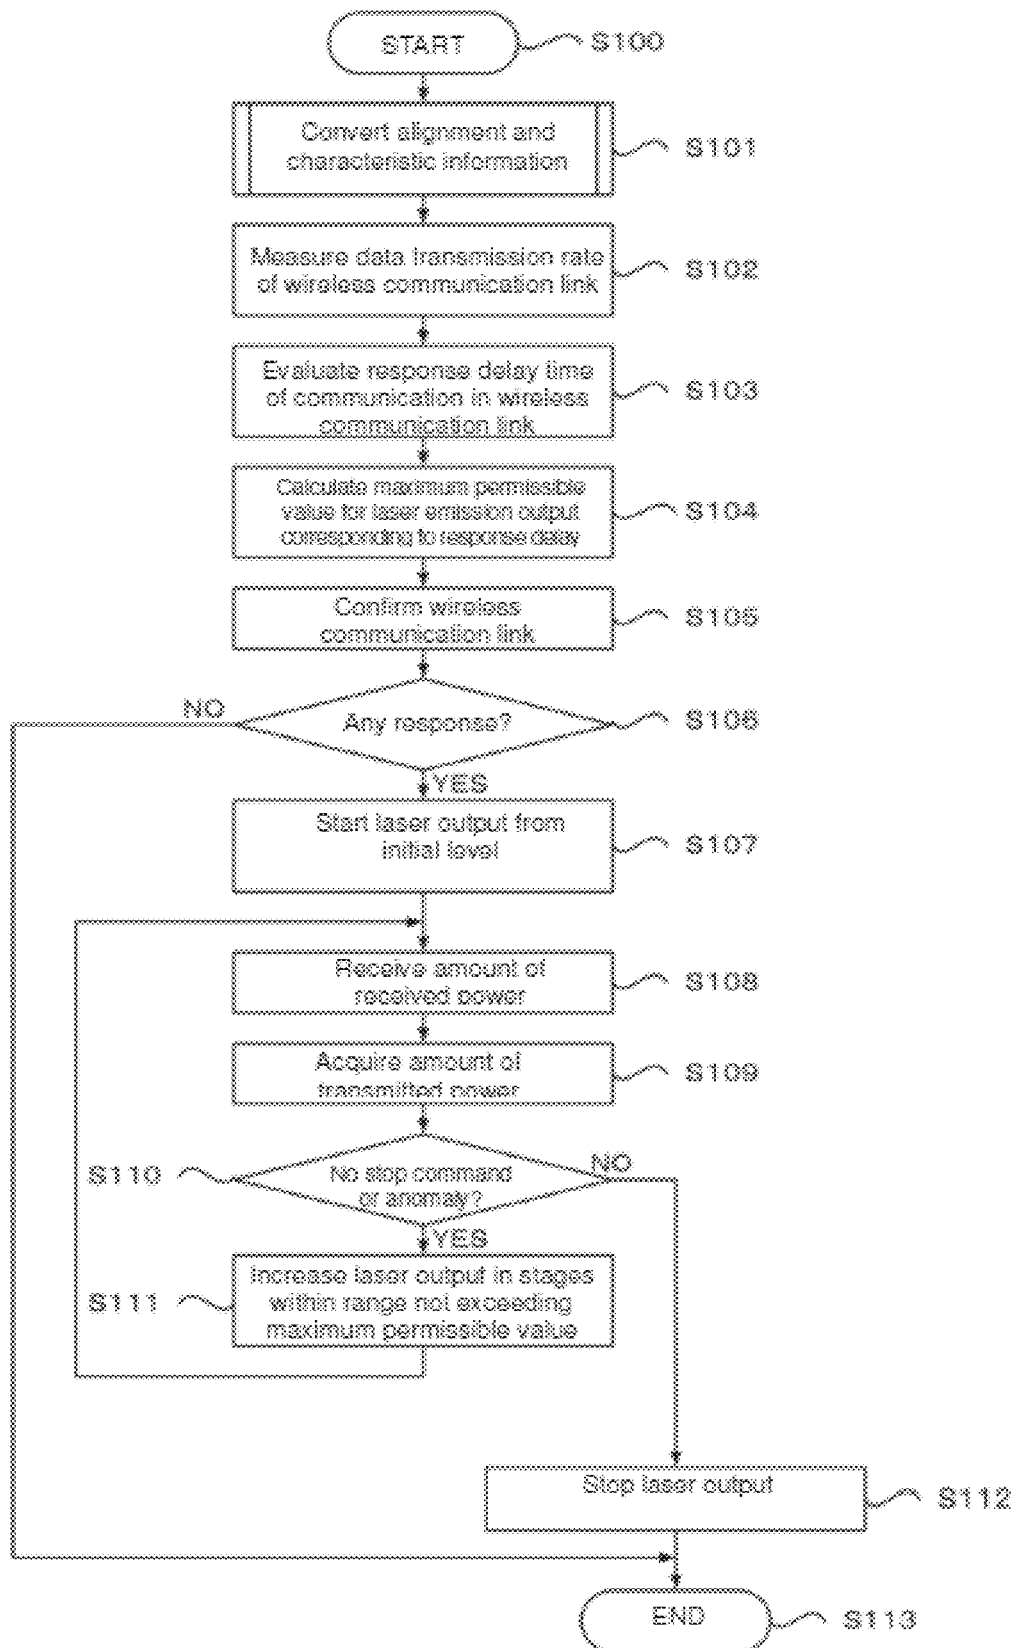 START
S100
Convert alignment and
characteristic information
S101
Measure data transmission rate
of wireless communication link
S102
Evaluate response delay time
of communication in wireless
communication link
S103
Calculate maximum permissible
value for laser emission output
corresponding to response delay
S104
Confirm wireless
communication link
S105
NO
Any response?
S106
YES
Start laser output from
initial level
S107
Receive amount of
received power
S108
Acquire amount of
transmitted power
S109
S110
No stop command
or anomaly?
NO
YES
S111
Increase laser output in stages
within range not exceeding
maximum permissible value
Stop laser output
S112
END
S113